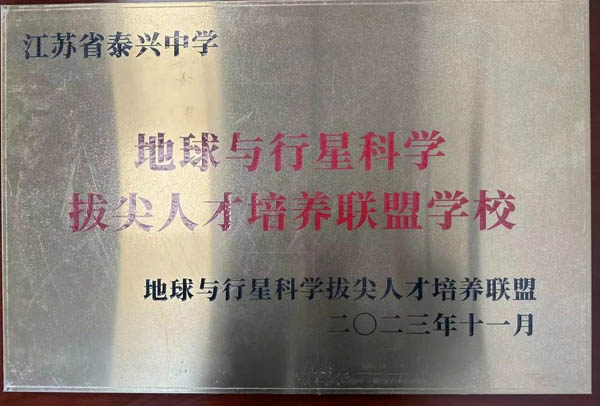 江苏省泰兴中学
地球与行星科学
拔尖人才培养联盟学校
地球与行星科学拔尖人才培养联盟
二〇二三年十一月